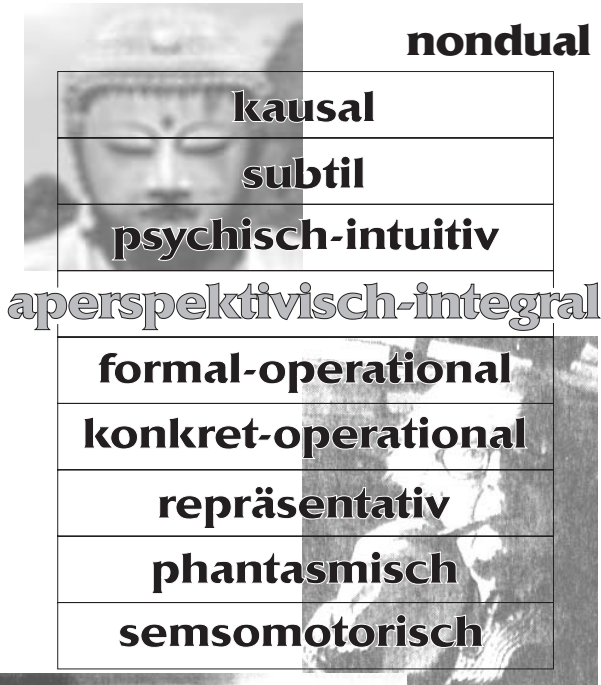 nondual
kausal
subtil
psychisch-intuitiv
aperspektivisch-integral
formal-operational
konkret-operational
repräsentativ
phantasmisch
semsomotorisch